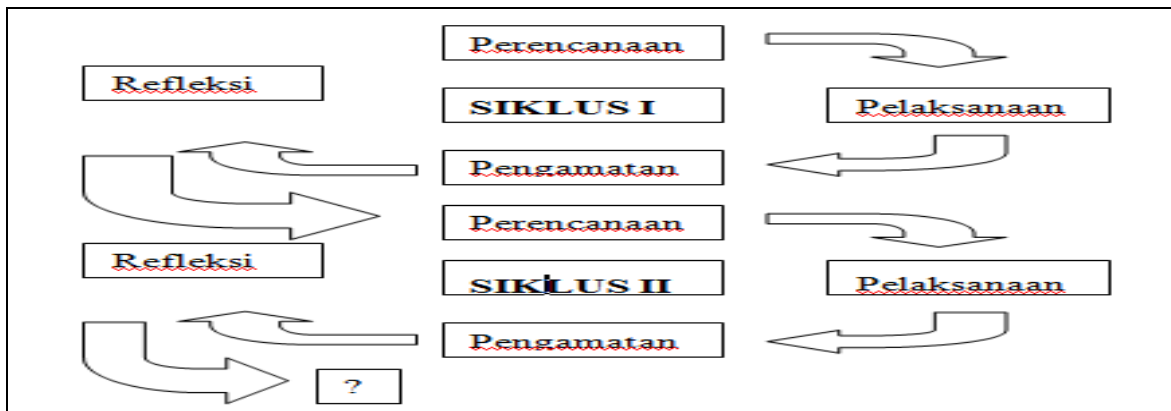 Perencanaan
Refleksi
SIKLUS I
Pelaksanaan
Pengamatan
Perencanaan
Refleksi
SIKLUS II
Pelaksanaan
Pengamatan
?